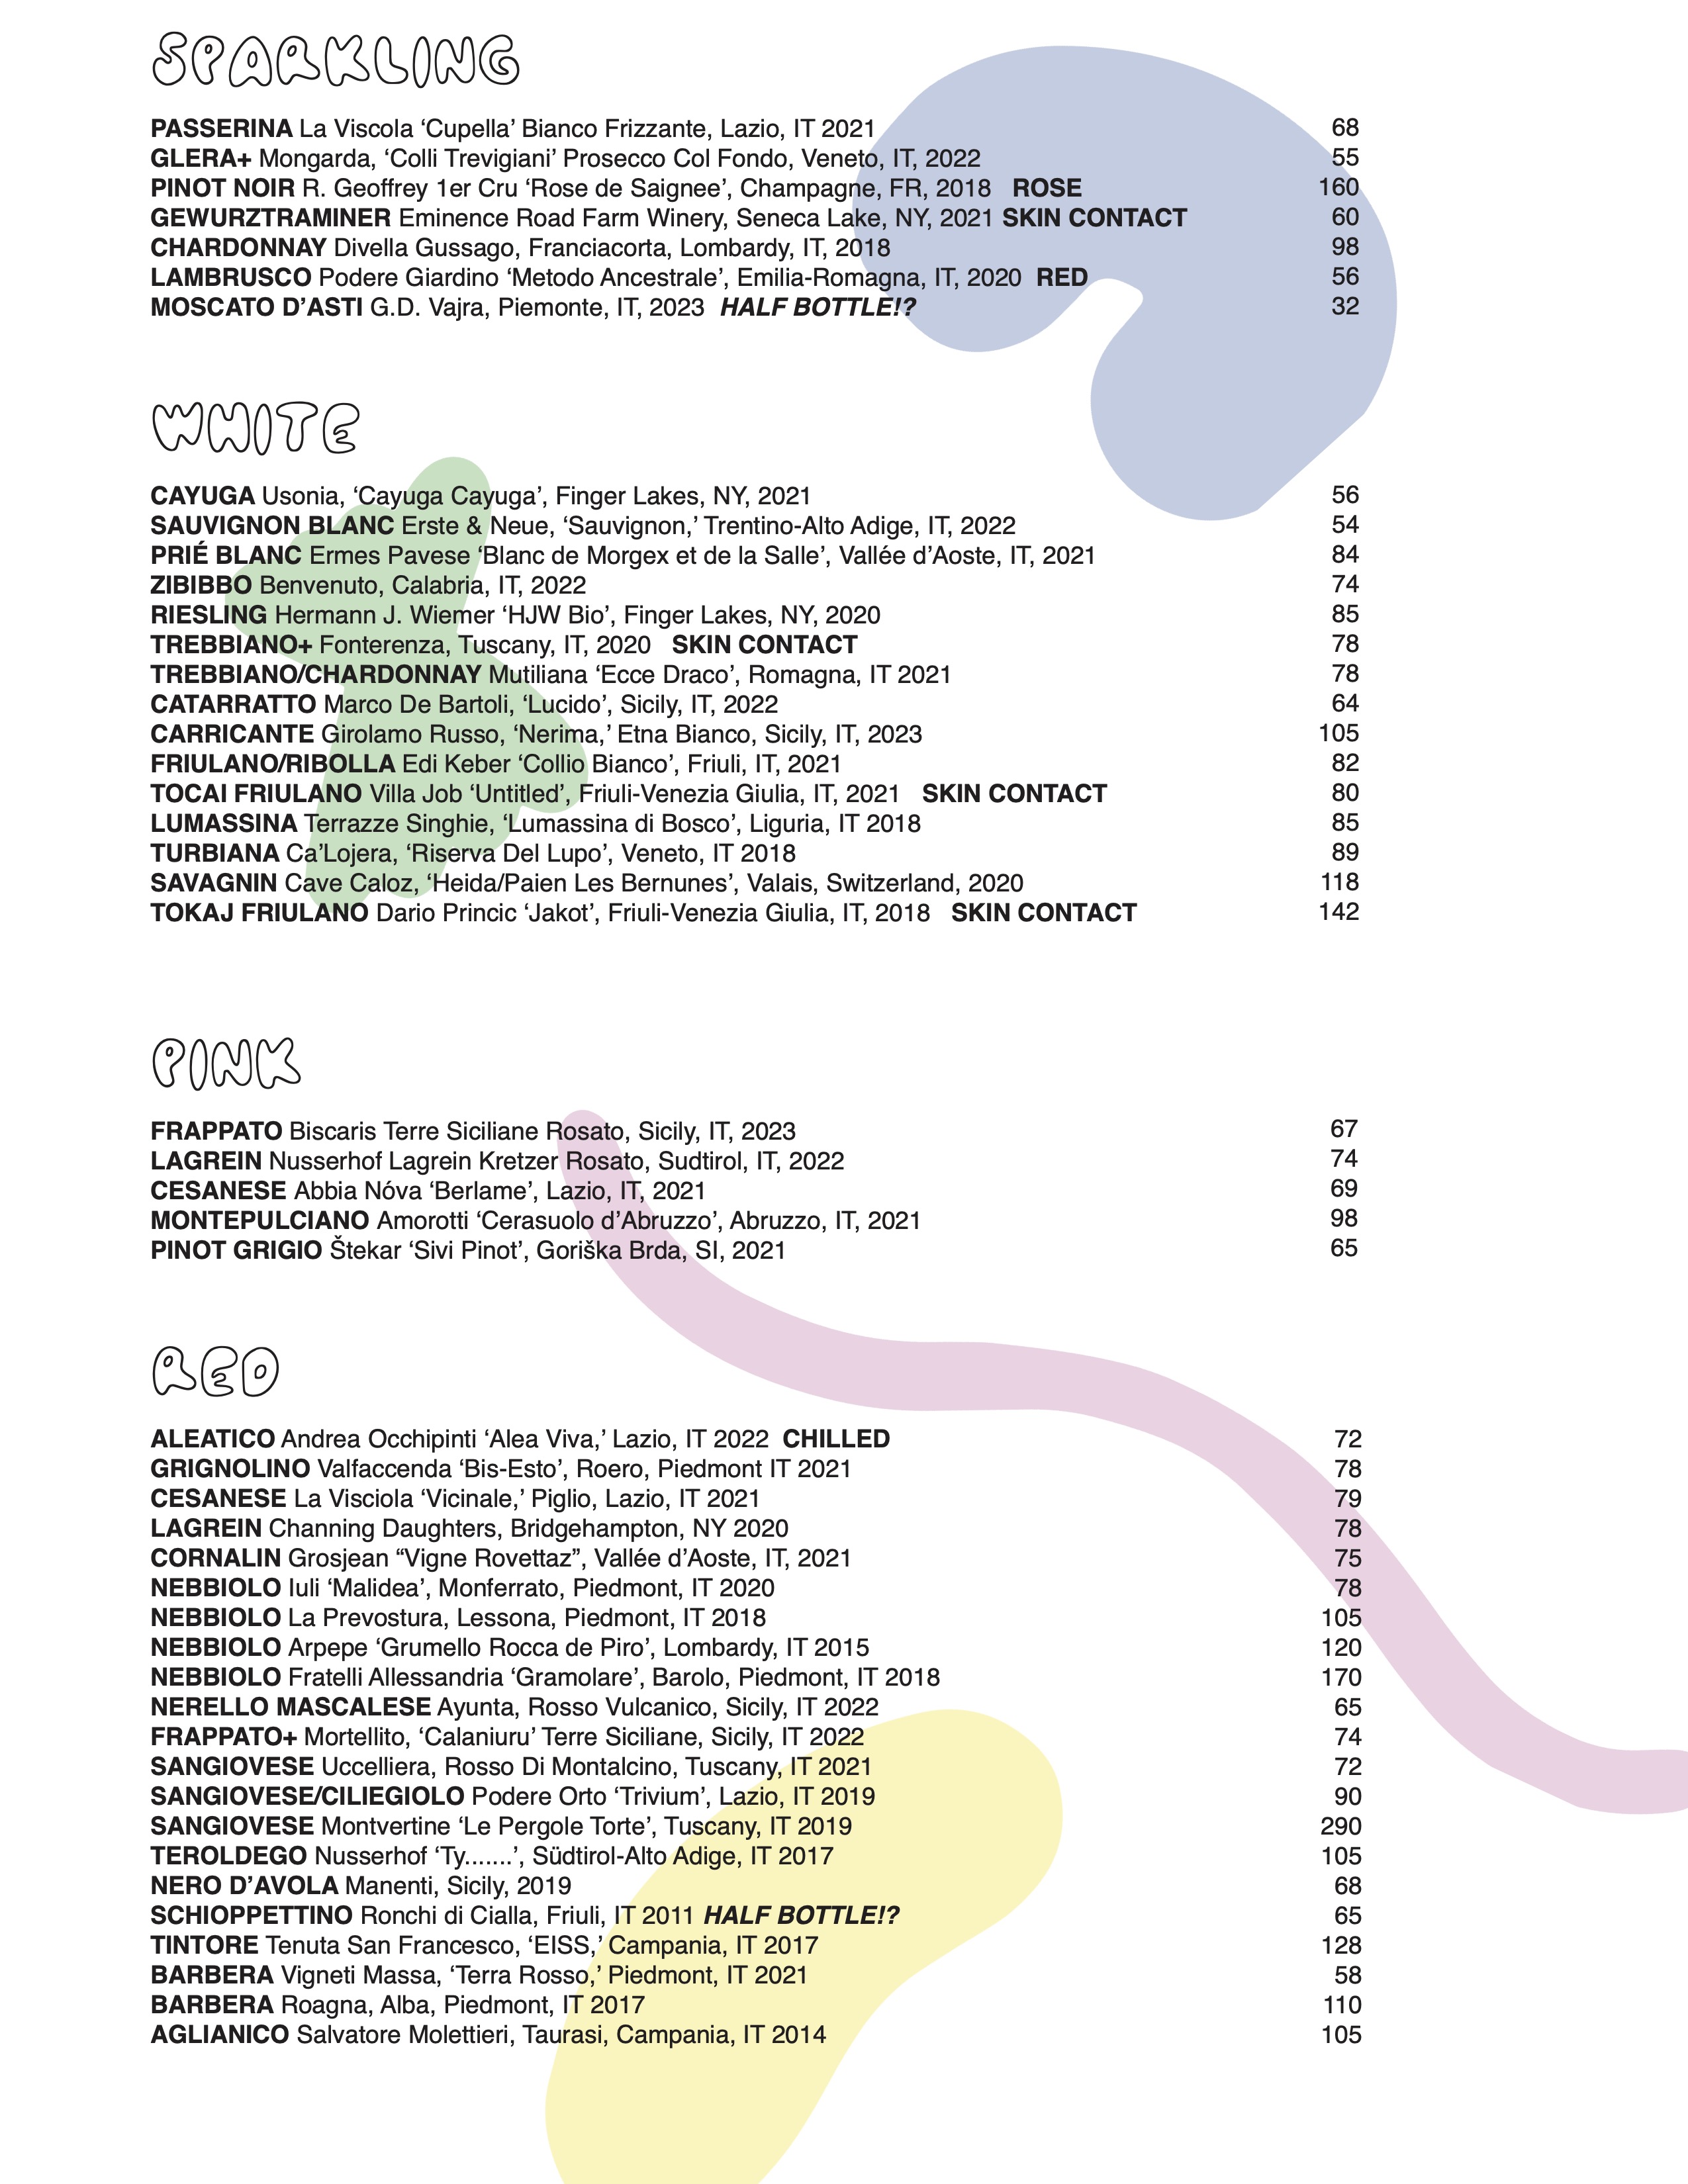 SPARKLING
PASSERINA La Viscola ‘Cupella’ Bianco Frizzante, Lazio, IT 2021 68
GLERA+ Mongarda, ‘Colli Trevigiani’ Prosecco Col Fondo, Veneto, IT, 2022 55
PINOT NOIR R. Geoffrey 1er Cru ‘Rose de Saignee’, Champagne, FR, 2018 ROSE 160
GEWURZTRAMINER Eminence Road Farm Winery, Seneca Lake, NY, 2021 SKIN CONTACT 60
CHARDONNAY Divella Gussago, Franciacorta, Lombardy, IT, 2018 98
LAMBRUSCO Podere Giardino ‘Metodo Ancestrale’, Emilia-Romagna, IT, 2020 RED 56
MOSCATO D’ASTI G.D. Vajra, Piemonte, IT, 2023 HALF BOTTLE!? 32
WHITE
CAYUGA Usonia, ‘Cayuga Cayuga’, Finger Lakes, NY, 2021 56
SAUVIGNON BLANC Erste & Neue, ‘Sauvignon,’ Trentino-Alto Adige, IT, 2022 54
PRIÉ BLANC Ermes Pavese ‘Blanc de Morgex et de la Salle’, Vallée d’Aoste, IT, 2021 84
ZIBIBBO Benvenuto, Calabria, IT, 2022 74
RIESLING Hermann J. Wiemer ‘HJW Bio’, Finger Lakes, NY, 2020 85
TREBBIANO+ Fonterenza, Tuscany, IT, 2020 SKIN CONTACT 78
TREBBIANO/CHARDONNAY Mutiliana ‘Ecce Draco’, Romagna, IT 2021 78
CATARRATTO Marco De Bartoli, ‘Lucido’, Sicily, IT, 2022 64
CARRICANTE Girolamo Russo, ‘Nerima,’ Etna Bianco, Sicily, IT, 2023 105
FRIULANO/RIBOLLA Edi Keber ‘Collio Bianco’, Friuli, IT, 2021 82
TOCAI FRIULANO Villa Job ‘Untitled’, Friuli-Venezia Giulia, IT, 2021 SKIN CONTACT 80
LUMASSINA Terrazze Singhie, ‘Lumassina di Bosco’, Liguria, IT 2018 85
TURBIANA Ca’Lojera, ‘Riserva Del Lupo’, Veneto, IT 2018 89
SAVAGNIN Cave Caloz, ‘Heida/Paien Les Bernunes’, Valais, Switzerland, 2020 118
TOKAJ FRIULANO Dario Princic ‘Jakot’, Friuli-Venezia Giulia, IT, 2018 SKIN CONTACT 142
PINK
FRAPPATO Biscaris Terre Siciliane Rosato, Sicily, IT, 2023 67
LAGREIN Nusserhof Lagrein Kretzer Rosato, Sudtirol, IT, 2022 74
CESANESE Abbia Nóva ‘Berlame’, Lazio, IT, 2021 69
MONTEPULCIANO Amorotti ‘Cerasuolo d’Abruzzo’, Abruzzo, IT, 2021 98
PINOT GRIGIO Štekar ‘Sivi Pinot’, Goriška Brda, SI, 2021 65
RED
ALEATICO Andrea Occhipinti ‘Alea Viva,’ Lazio, IT 2022 CHILLED 72
GRIGNOLINO Valfaccenda ‘Bis-Esto’, Roero, Piedmont IT 2021 78
CESANESE La Visciola ‘Vicinale,’ Piglio, Lazio, IT 2021 79
LAGREIN Channing Daughters, Bridgehampton, NY 2020 78
CORNALIN Grosjean “Vigne Rovettaz”, Vallée d’Aoste, IT, 2021 75
NEBBIOLO Iuli ‘Malidea’, Monferrato, Piedmont, IT 2020 78
NEBBIOLO La Prevostura, Lessona, Piedmont, IT 2018 105
NEBBIOLO Arpepe ‘Grumello Rocca de Piro’, Lombardy, IT 2015 120
NEBBIOLO Fratelli Allessandria ‘Gramolare’, Barolo, Piedmont, IT 2018 170
NERELLO MASCALESE Ayunta, Rosso Vulcanico, Sicily, IT 2022 65
FRAPPATO+ Mortellito, ‘Calaniuru’ Terre Siciliane, Sicily, IT 2022 74
SANGIOVESE Uccelliera, Rosso Di Montalcino, Tuscany, IT 2021 72
SANGIOVESE/CILIEGIOLO Podere Orto ‘Trivium’, Lazio, IT 2019 90
SANGIOVESE Montvertine ‘Le Pergole Torte’, Tuscany, IT 2019 290
TEROLDEGO Nusserhof ‘Ty.......’, Südtirol-Alto Adige, IT 2017 105
NERO D’AVOLA Manenti, Sicily, 2019 68
SCHIOPPETTINO Ronchi di Cialla, Friuli, IT 2011 HALF BOTTLE!? 65
TINTORE Tenuta San Francesco, ‘EISS,’ Campania, IT 2017 128
BARBERA Vigneti Massa, ‘Terra Rosso,’ Piedmont, IT 2021 58
BARBERA Roagna, Alba, Piedmont, IT 2017 110
AGLIANICO Salvatore Molettieri, Taurasi, Campania, IT 2014 105